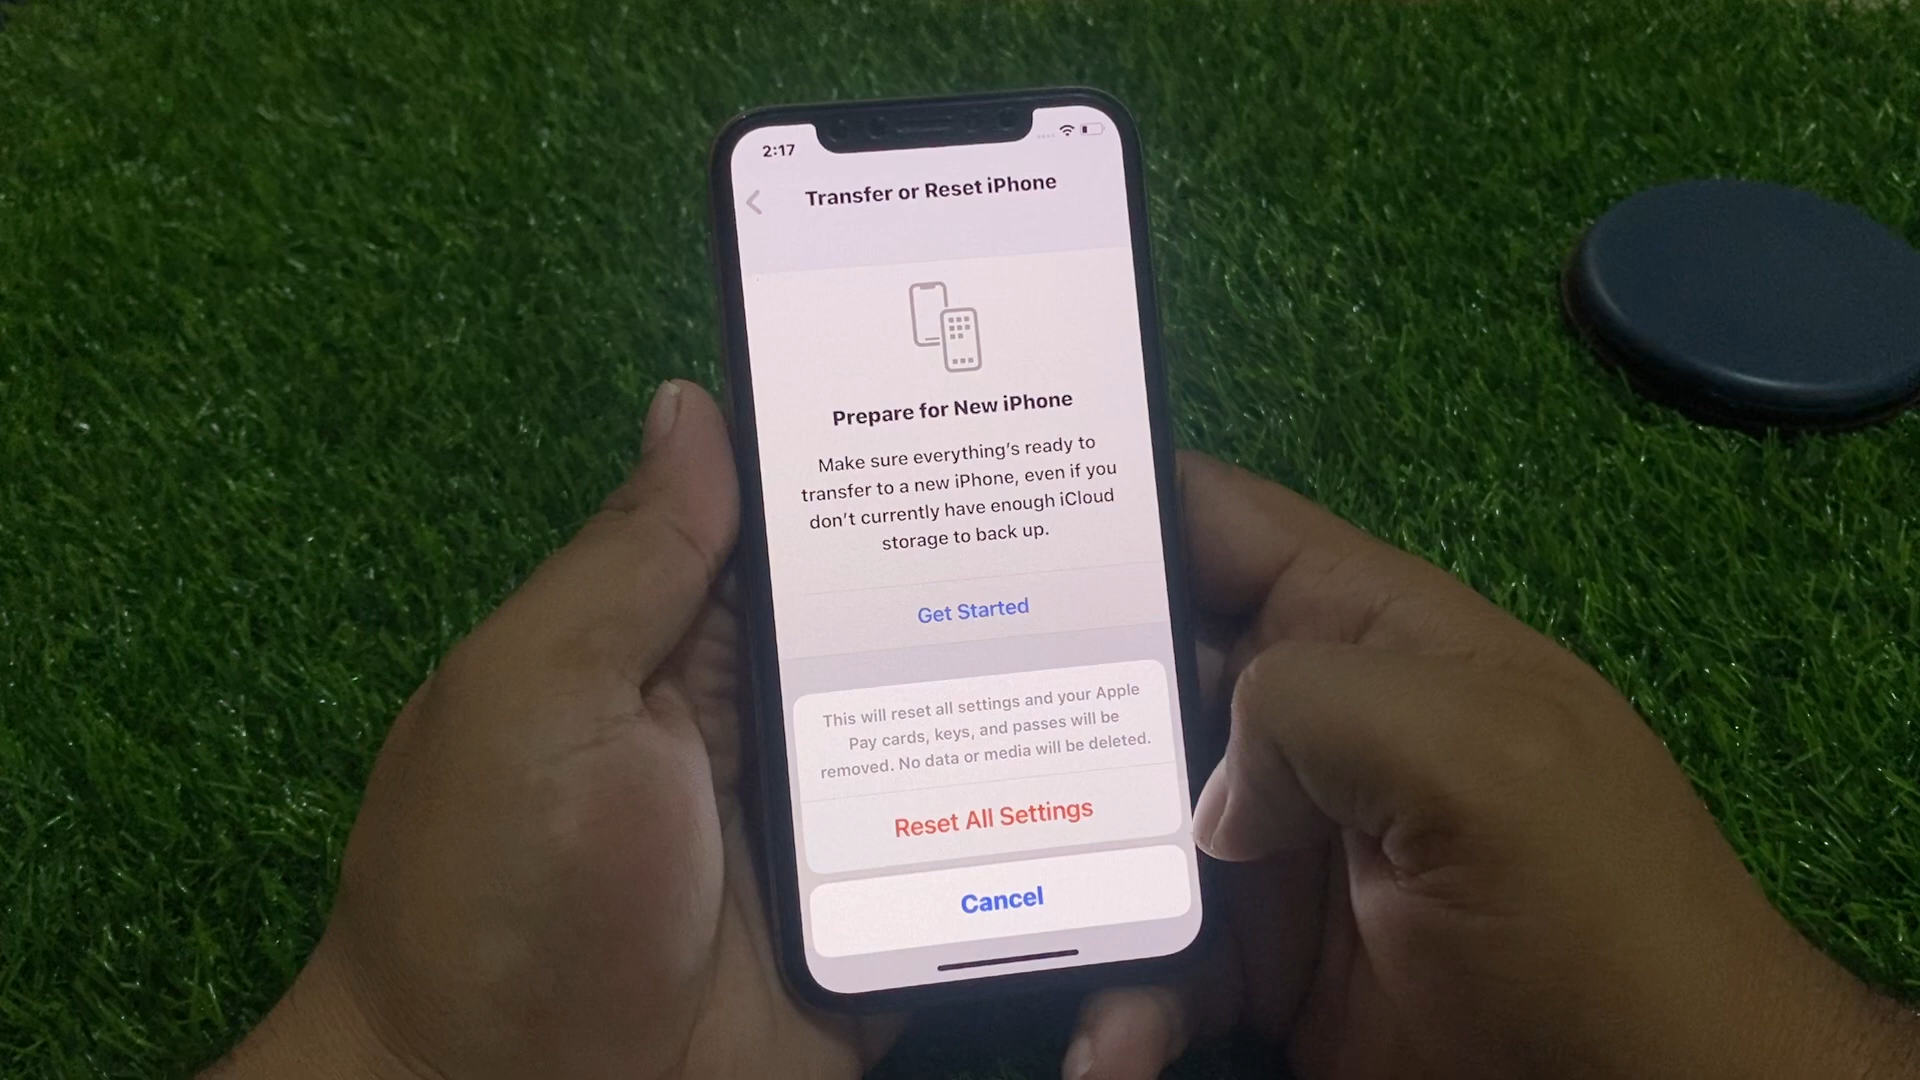 2:17
Transfer or Reset iPhone
Prepare for New iPhone
Make sure everything's ready to
transfer to a new iPhone, even if you
don't currently have enough iCloud
storage to back up.
Get Started
This will reset all settings and your Apple
Pay cards, keys, and passes will be
removed. No data or media will be deleted.
Reset All Settings
Cancel